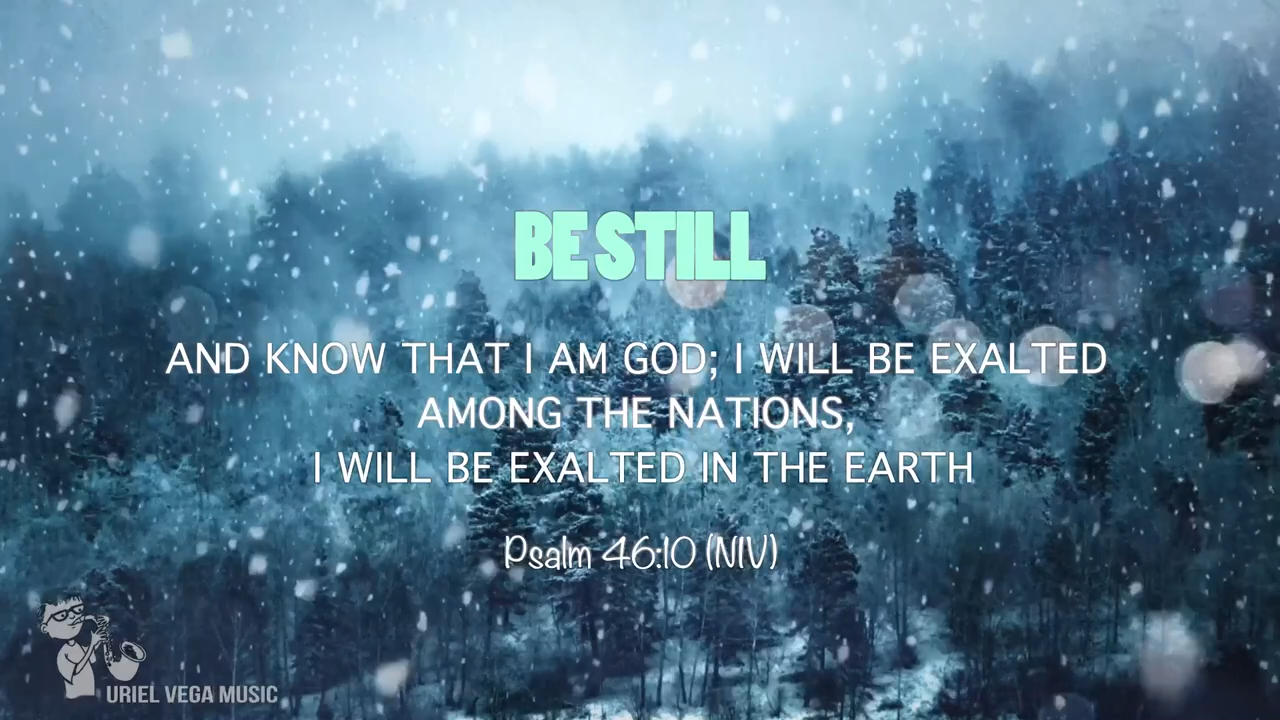 BE STILL
AND KNOW THAT I AM GOD; I WILL BE EXALTED
AMONG THE NATIONS,
I WILL BE EXALTED IN THE EARTH
Psalm 46:10 (NIV)
URIEL VEGA MUSIC